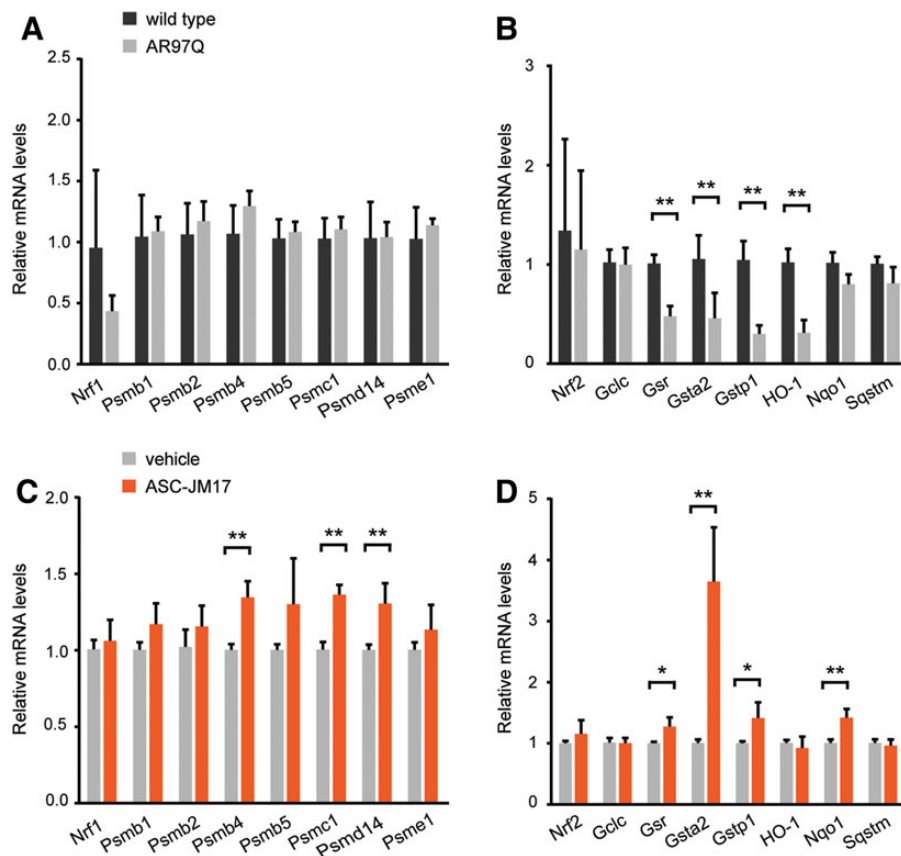 A
wild type
AR97Q
Relative mRNA levels
2.5
2.0
1.5
1.0
0.5
0.0
Nrf1
Psmb1
Psmb2
Psmb4
Psmb5
Psmc1
Psmd14
Psme1
B
Relative mRNA levels
3
2
1
0
**
**
**
**
Nrf2
Gclc
Gsr
Gsta2
Gstp1
HO-1
Nqo1
Sqstm
C
vehicle
ASC-JM17
Relative mRNA levels
2.0
1.5
1.0
0.5
0.0
**
**
**
Nrf1
Psmb1
Psmb2
Psmb4
Psmb5
Psmc1
Psmd14
Psme1
D
Relative mRNA levels
5
4
3
2
1
0
*
**
*
**
Nrf2
Gclc
Gsr
Gsta2
Gstp1
HO-1
Nqo1
Sqstm